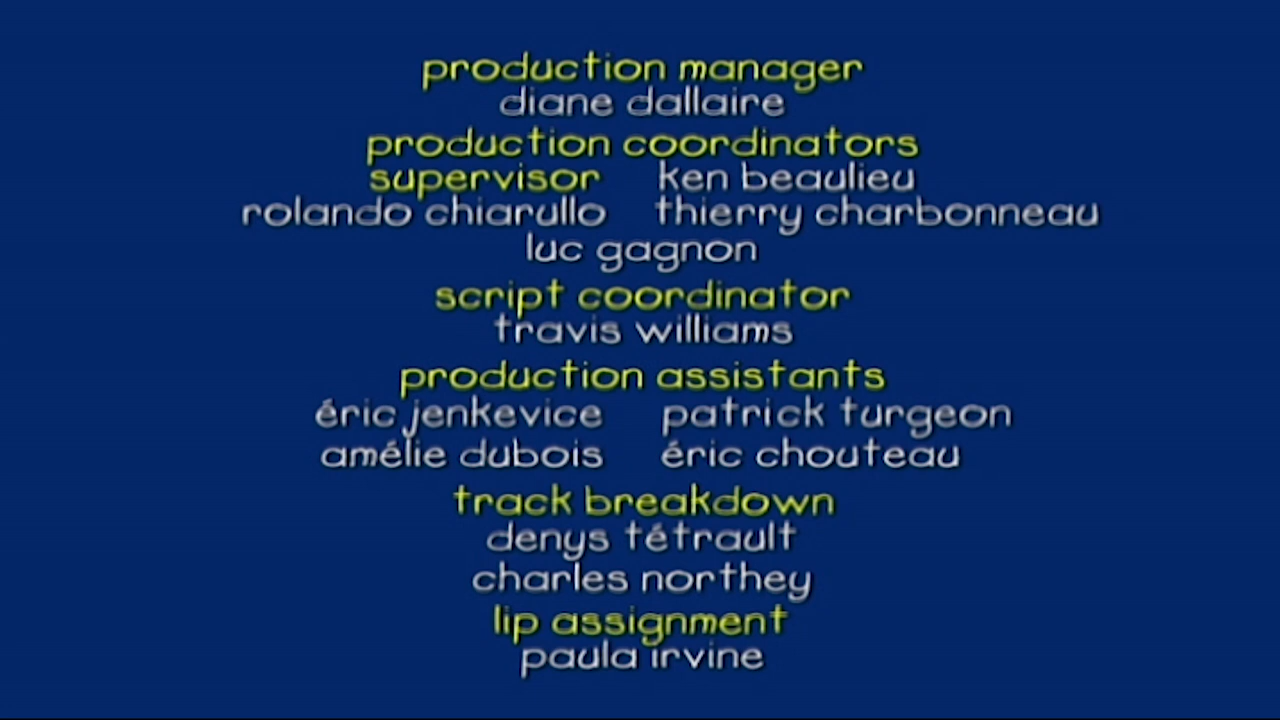 production manager
diane dallaire
production coordinators
supervisor ken beaulieu
rolando chiarullo thierry charbonneau
luc gagnon
script coordinator
travis williams
production assistants
éric jenkevice patrick turgeon
amélie dubois éric chouteau
track breakdown
denys tétrault
charles northey
lip assignment
paula irvine